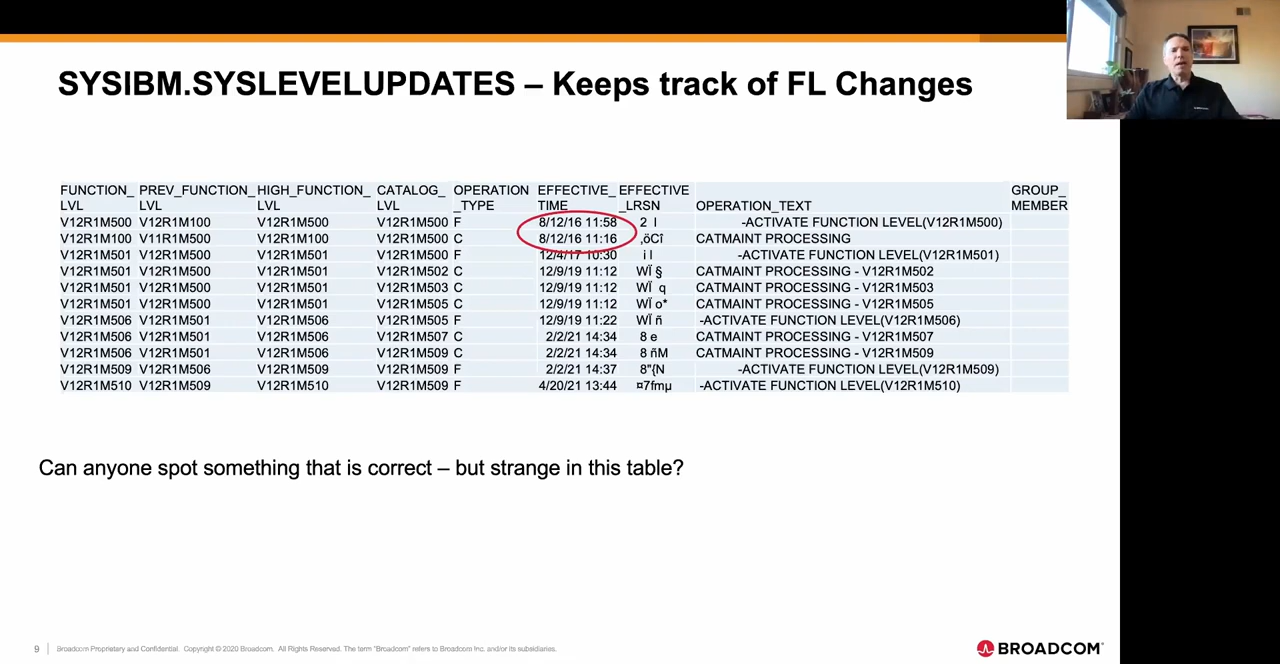 SYSIBM.SYSLEVELUPDATES – Keeps track of FL Changes
FUNCTION_ PREV_FUNCTION_ HIGH_FUNCTION_ CATALOG_ OPERATION EFFECTIVE_ EFFECTIVE GROUP_
LVL LVL LVL LVL _TYPE TIME _LRSN OPERATION_TEXT MEMBER
V12R1M500 V12R1M100 V12R1M500 V12R1M500 F 8/12/16 11:58 2 l -ACTIVATE FUNCTION LEVEL(V12R1M500)
V12R1M100 V11R1M500 V12R1M100 V12R1M500 C 8/12/16 11:16 ,öCî CATMAINT PROCESSING
V12R1M501 V12R1M500 V12R1M501 V12R1M500 F 12/4/17 10:30 -ACTIVATE FUNCTION LEVEL(V12R1M501)
V12R1M501 V12R1M500 V12R1M501 V12R1M502 C 12/9/19 11:12 WÏ § CATMAINT PROCESSING - V12R1M502
V12R1M501 V12R1M500 V12R1M501 V12R1M503 C 12/9/19 11:12 WÏ q CATMAINT PROCESSING - V12R1M503
V12R1M501 V12R1M500 V12R1M501 V12R1M505 C 12/9/19 11:12 WÏ o* CATMAINT PROCESSING - V12R1M505
V12R1M506 V12R1M501 V12R1M506 V12R1M505 F 12/9/19 11:22 WÏ ñ -ACTIVATE FUNCTION LEVEL(V12R1M506)
V12R1M506 V12R1M501 V12R1M506 V12R1M507 C 2/2/21 14:34 8 e CATMAINT PROCESSING - V12R1M507
V12R1M506 V12R1M501 V12R1M506 V12R1M509 C 2/2/21 14:34 8 ñM CATMAINT PROCESSING - V12R1M509
V12R1M509 V12R1M506 V12R1M509 V12R1M509 F 2/2/21 14:37 8"{N -ACTIVATE FUNCTION LEVEL(V12R1M509)
V12R1M510 V12R1M509 V12R1M510 V12R1M509 F 4/20/21 13:44 ¤7fmµ -ACTIVATE FUNCTION LEVEL(V12R1M510)
Can anyone spot something that is correct – but strange in this table?
9 Broadcom Proprietary and Confidential. Copyright © 2020 Broadcom. All Rights Reserved. The term "Broadcom" refers to Broadcom Inc. and/or its subsidiaries.
BROADCOM